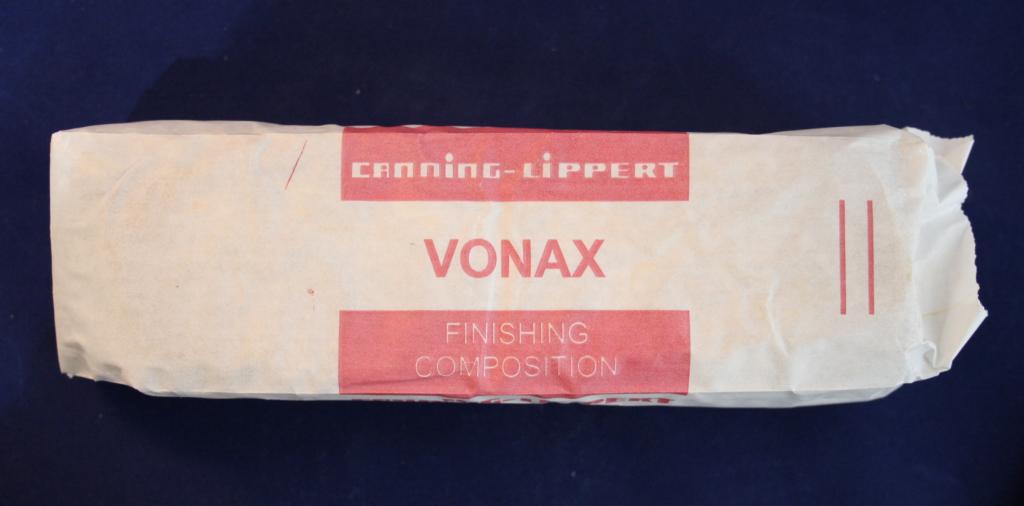 CANNING-LIPPERT
VONAX
FINISHING
COMPOSITION